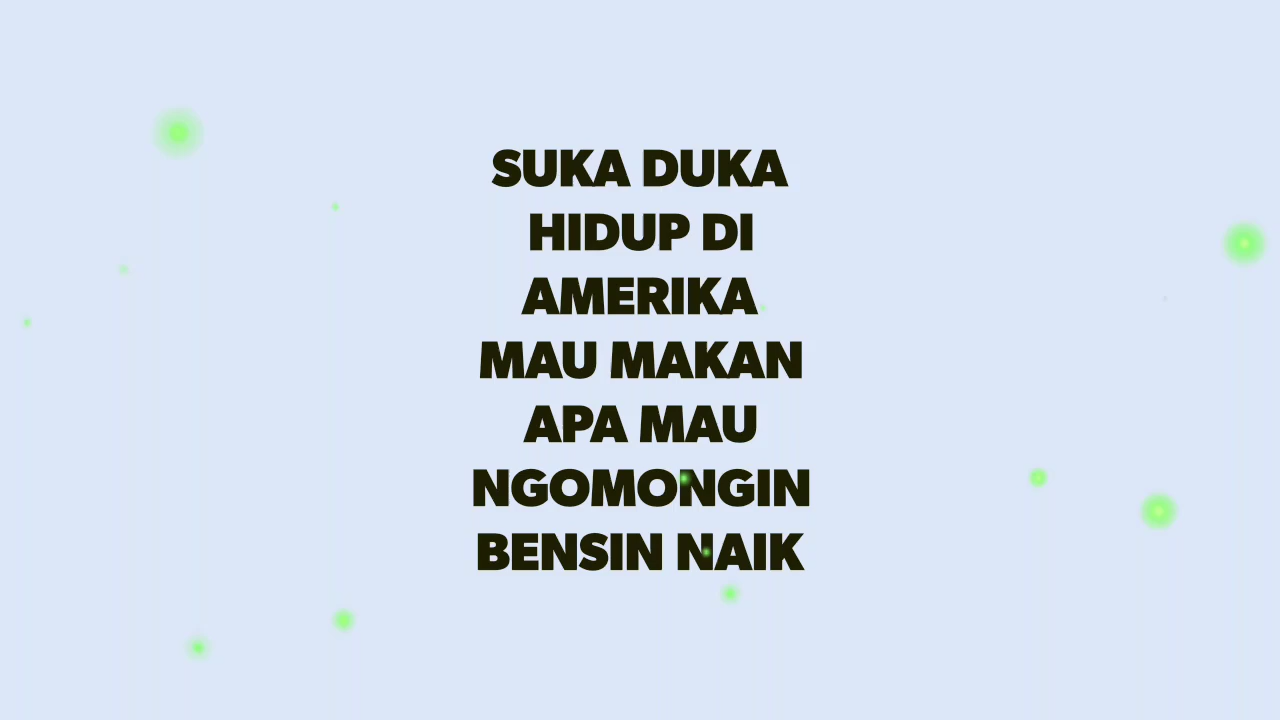 SUKA DUKA
HIDUP DI
AMERIKA
MAU MAKAN
APA MAU
NGOMONGIN
BENSIN NAIK